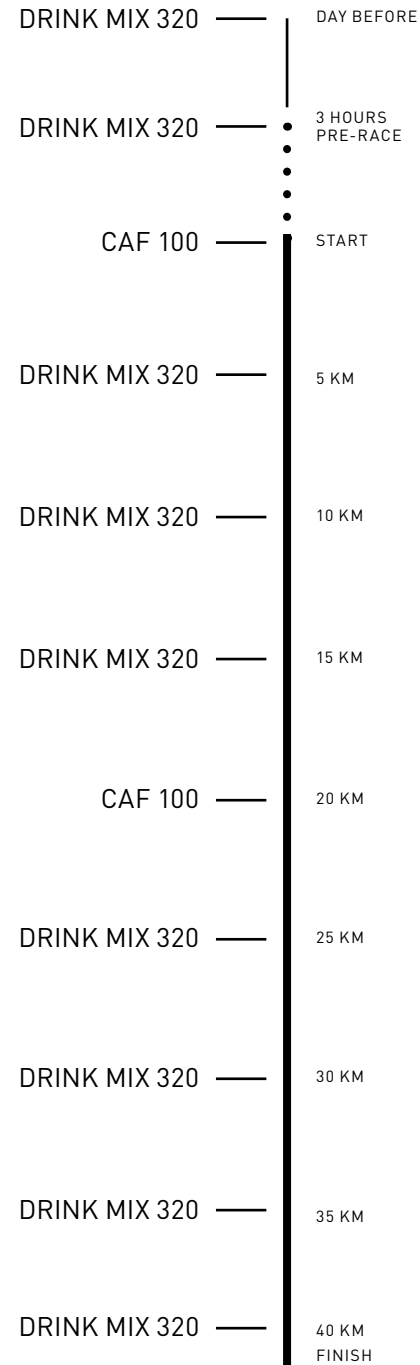 DRINK MIX 320
DAY BEFORE
DRINK MIX 320
3 HOURS
PRE-RACE
CAF 100
START
DRINK MIX 320
5 KM
DRINK MIX 320
10 KM
DRINK MIX 320
15 KM
CAF 100
20 KM
DRINK MIX 320
25 KM
DRINK MIX 320
30 KM
DRINK MIX 320
35 KM
DRINK MIX 320
40 KM
FINISH